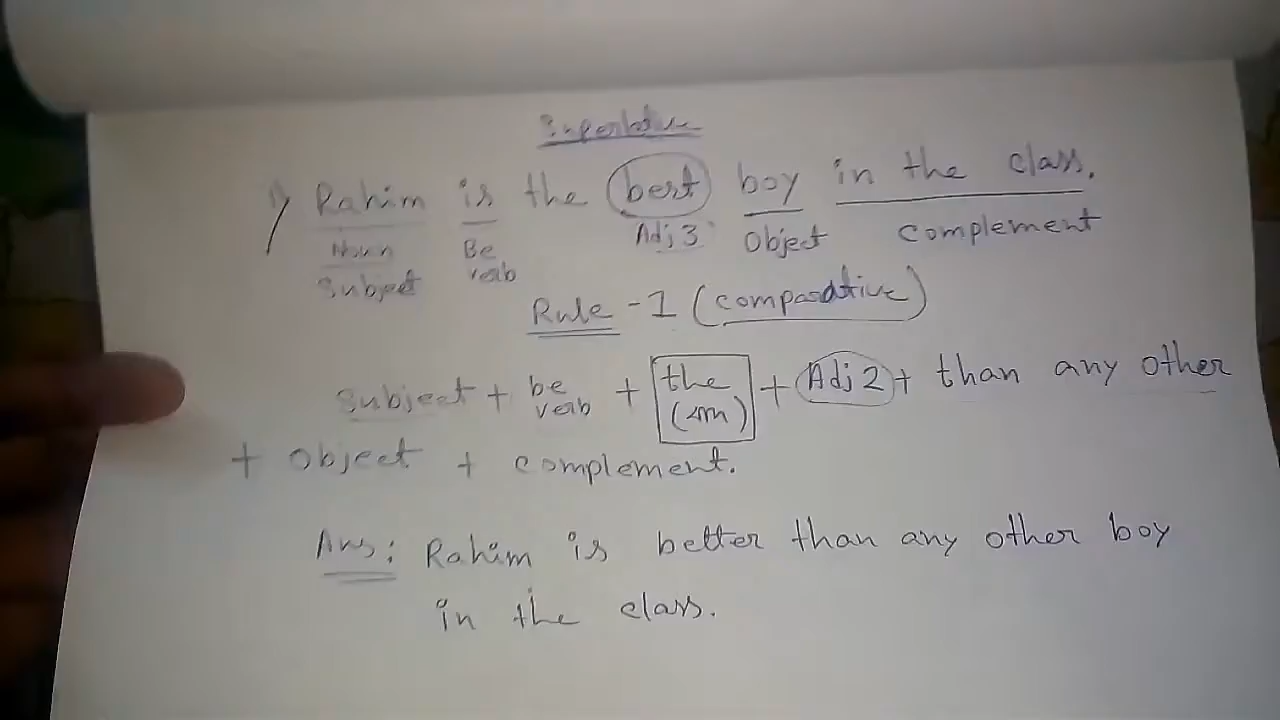 Superlative
1) Rahim is the best boy in the class.
Noun Be verb Adj 3 object complement
Subject
Rule - 1 (comparative)
Subject + be verb + the + Adj 2 + than any other
+ object + complement.
Ans: Rahim is better than any other boy
in the class.